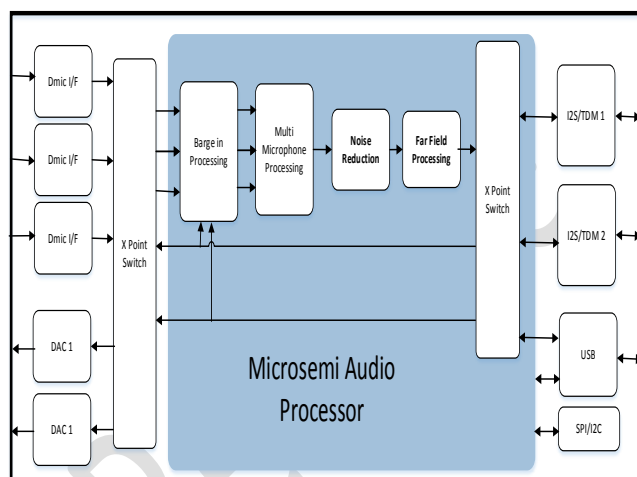 Dmic I/F
Dmic I/F
Dmic I/F
DAC 1
DAC 1
X Point
Switch
Barge in
Processing
Multi
Microphone
Processing
Noise
Reduction
Far Field
Processing
X Point
Switch
Microsemi Audio
Processor
I2S/TDM 1
I2S/TDM 2
USB
SPI/I2C